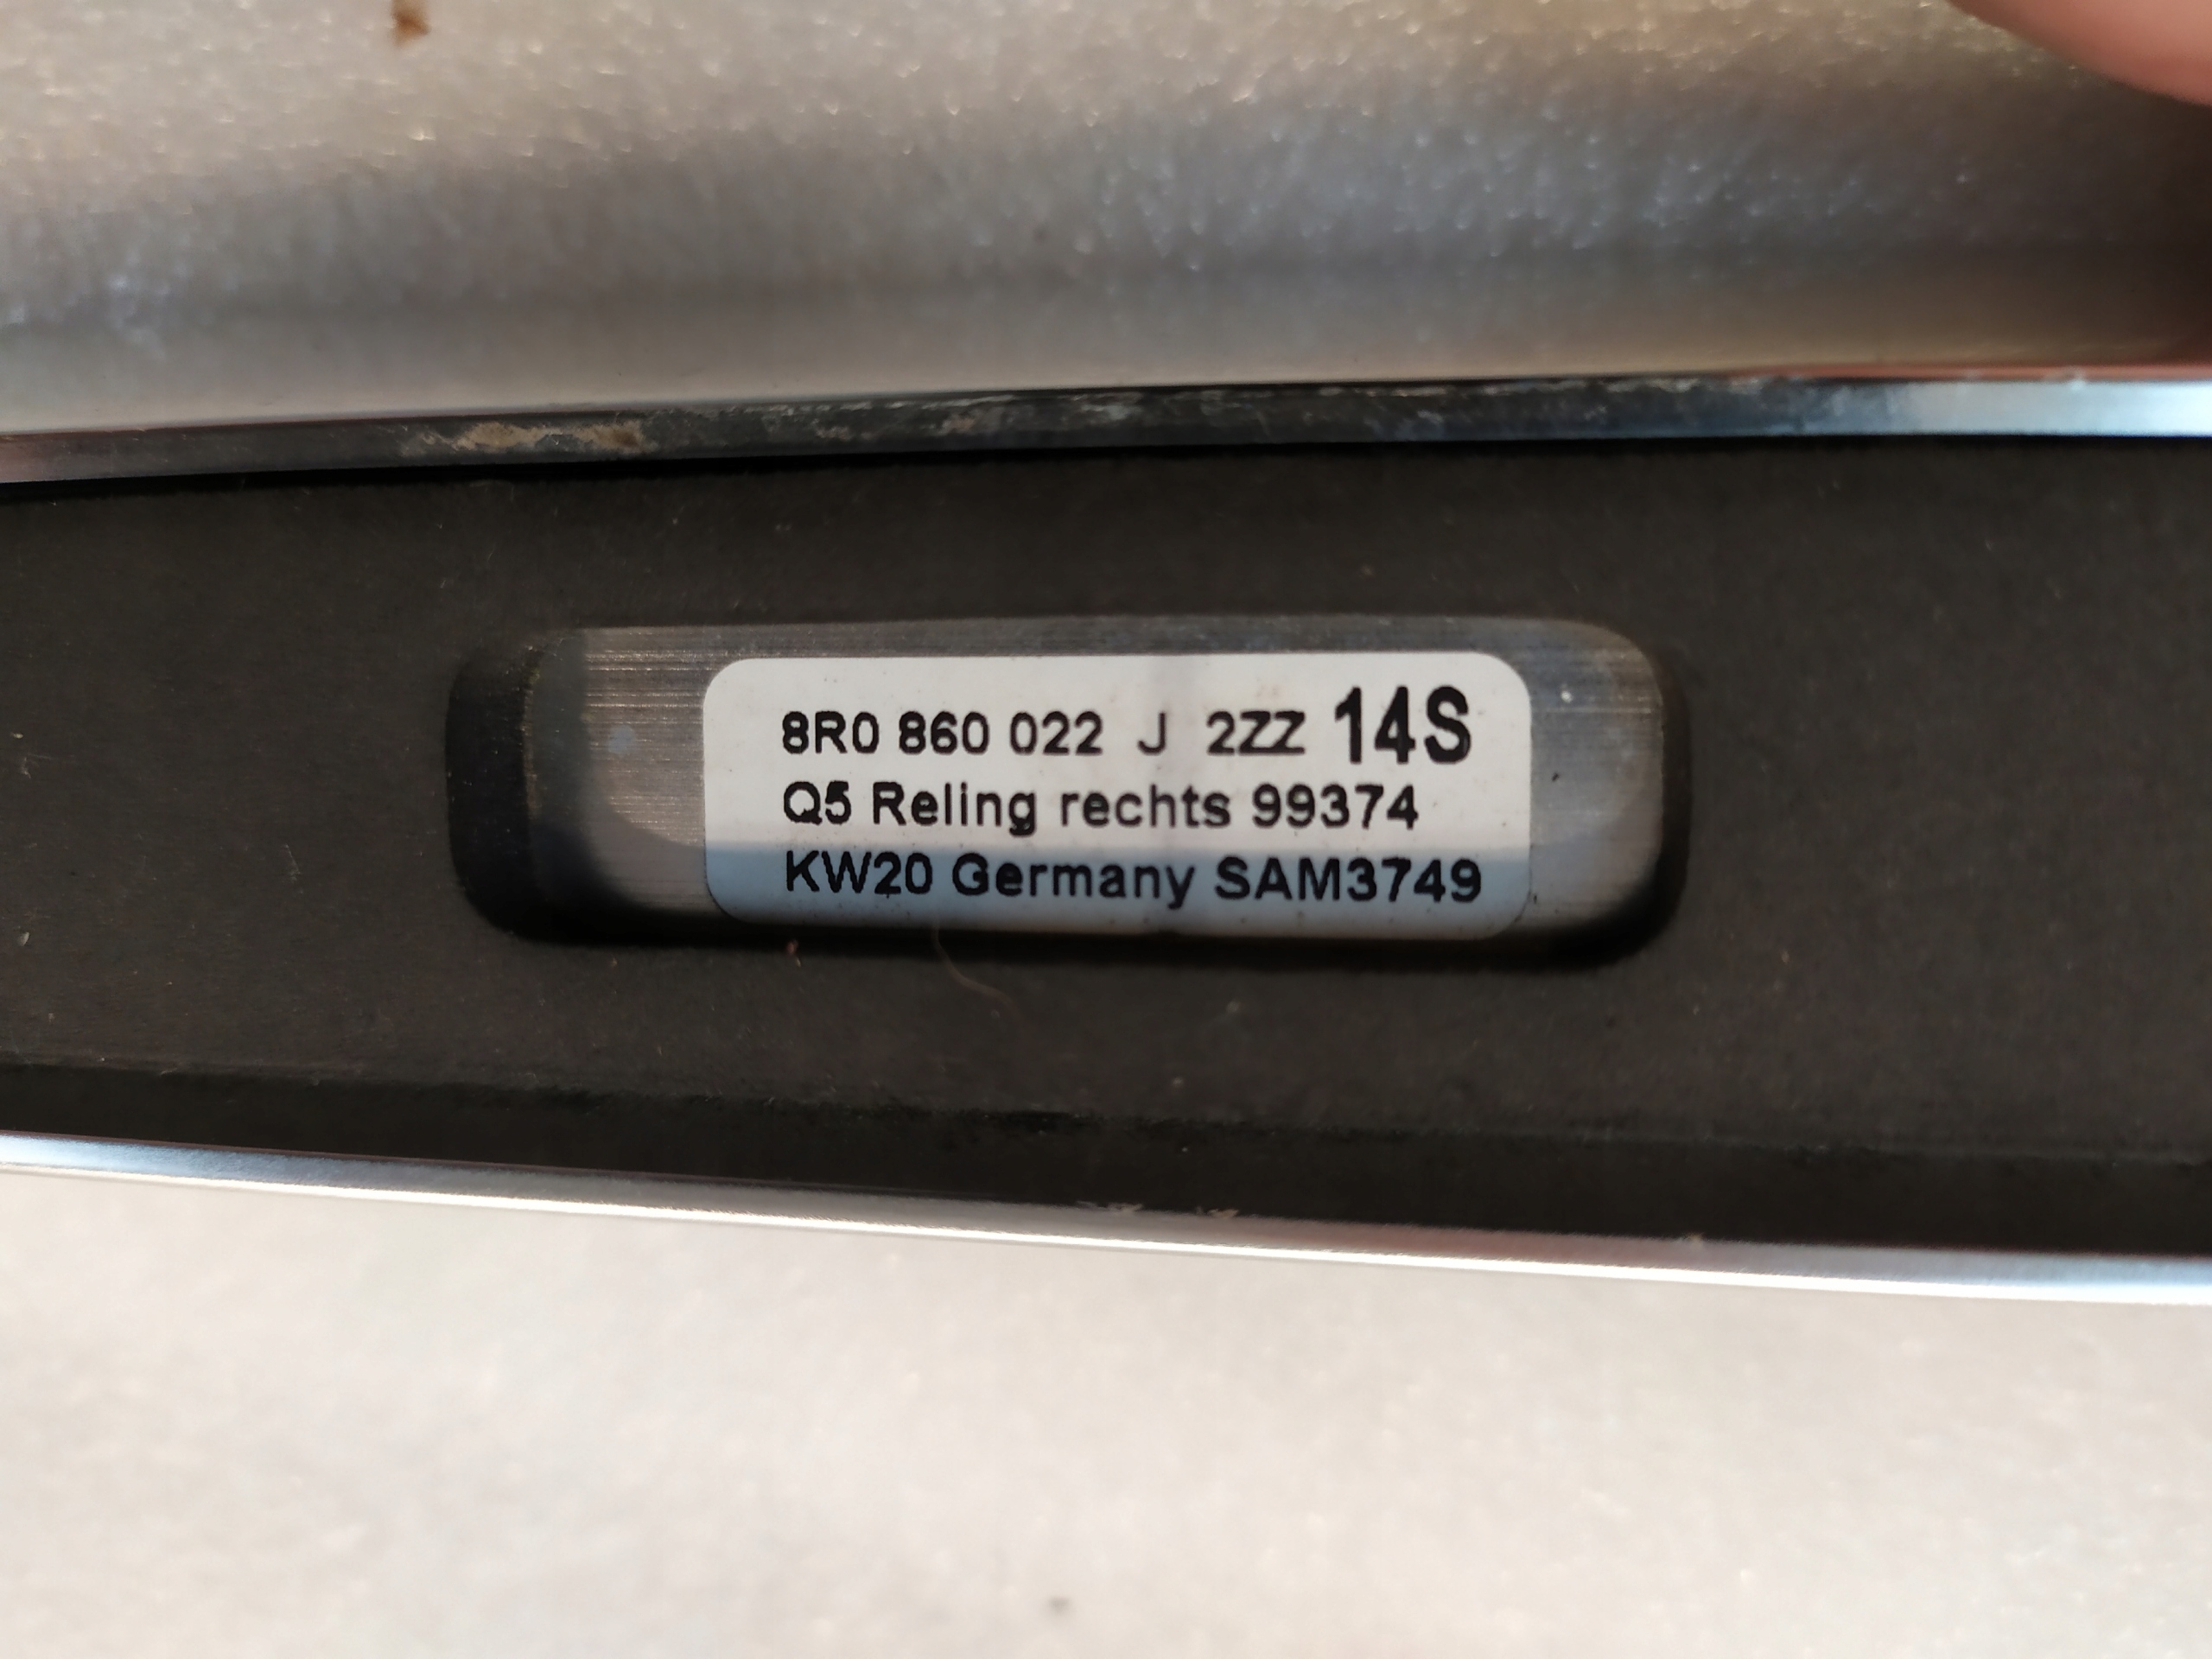 8R0 860 022 J 2ZZ 14S
Q5 Reling rechts 99374
KW20 Germany SAM3749